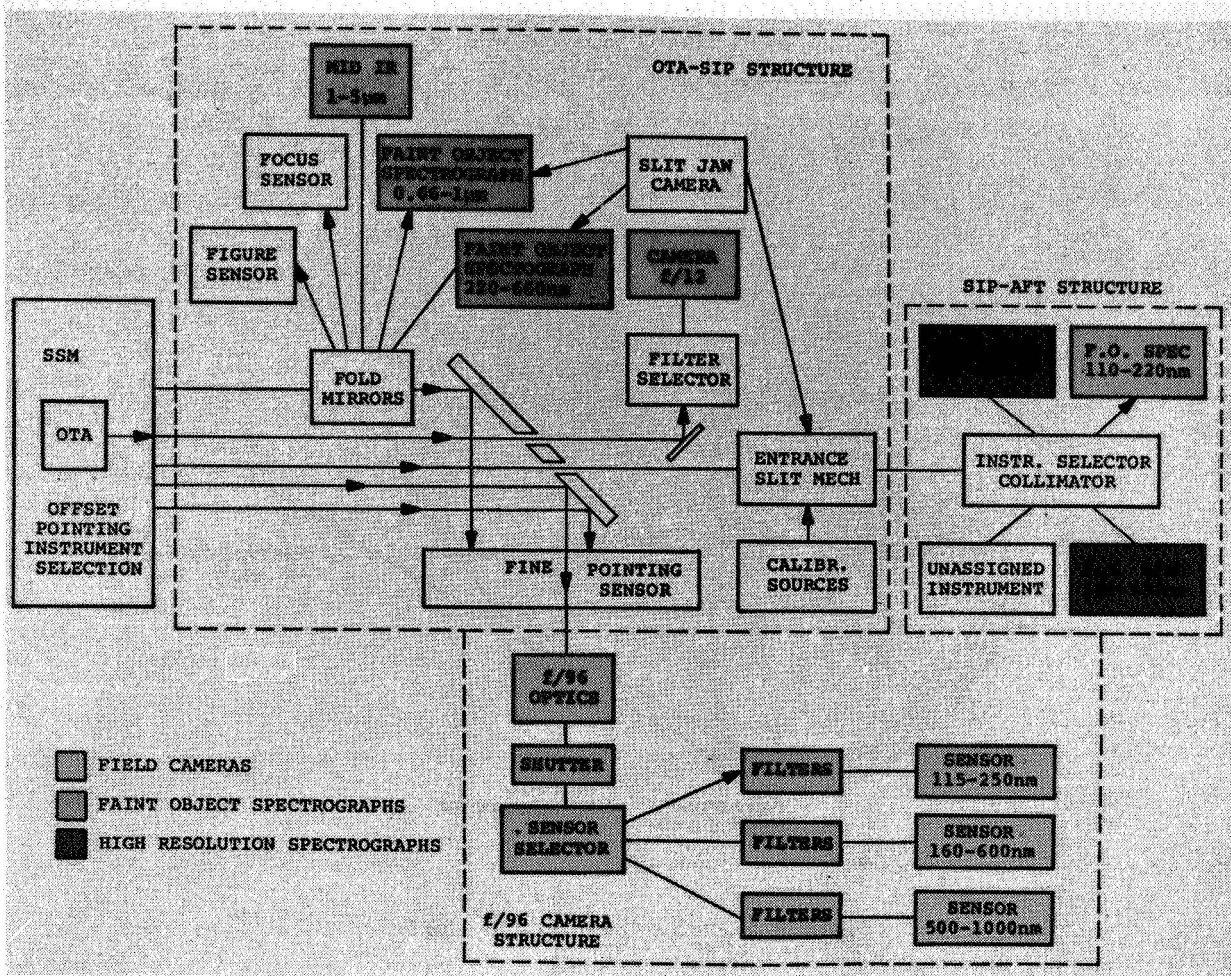 OTA-SIP STRUCTURE
MID IR
1-5µm
FOCUS
SENSOR
FAINT OBJECT
SPECTROGRAPH
0.66-1µm
SLIT JAW
CAMERA
FIGURE
SENSOR
FAINT OBJECT
SPECTOGRAPH
220-660nm
CAMERA
f/12
SIP-AFT STRUCTURE
SSM
FOLD
MIRRORS
FILTER
SELECTOR
F.O. SPEC
110-220nm
OTA
ENTRANCE
SLIT MECH
INSTR. SELECTOR
COLLIMATOR
OFFSET
POINTING
INSTRUMENT
SELECTION
FINE POINTING
SENSOR
CALIBR.
SOURCES
UNASSIGNED
INSTRUMENT
f/96
OPTICS
SHUTTER
FILTERS
SENSOR
115-250nm
FIELD CAMERAS
FAINT OBJECT SPECTROGRAPHS
HIGH RESOLUTION SPECTROGRAPHS
SENSOR
SELECTOR
FILTERS
SENSOR
160-600nm
FILTERS
SENSOR
500-1000nm
f/96 CAMERA
STRUCTURE